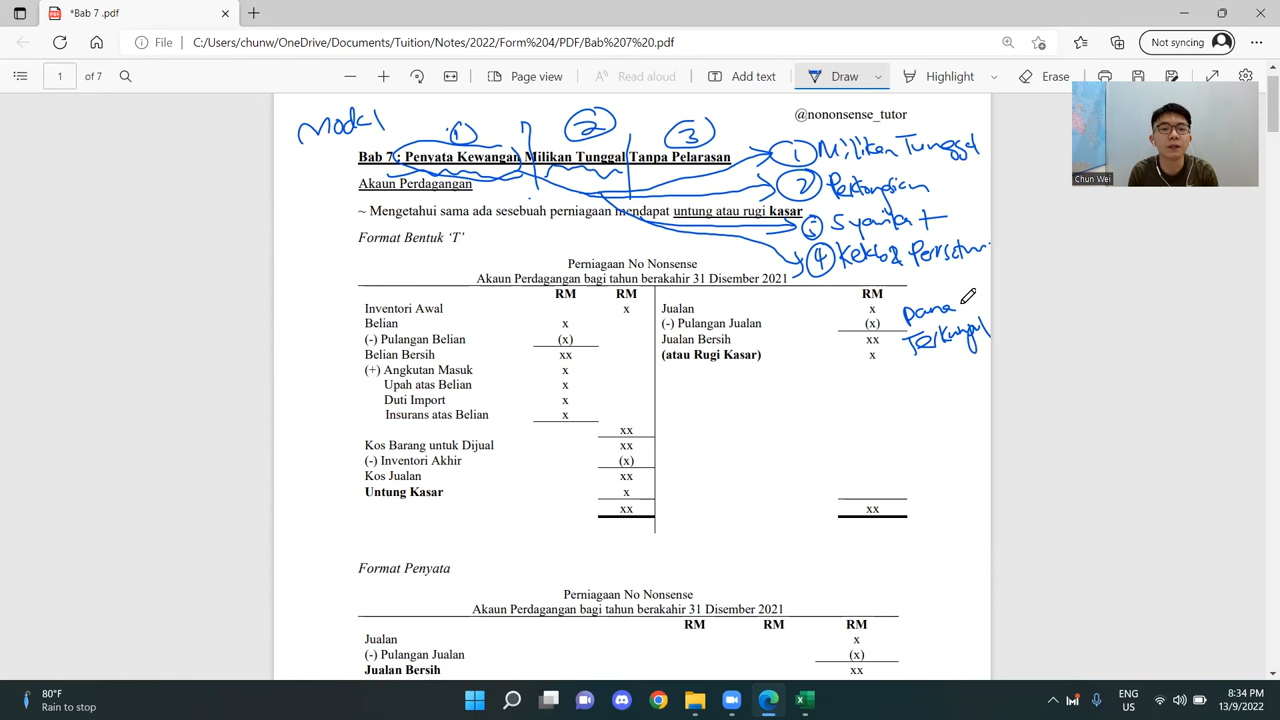 *Bab 7 .pdf
File C:/Users/chunw/OneDrive/Documents/Tuition/Notes/2022/Form%204/PDF/Bab%207%20.pdf
Not syncing
1 of 7
Page view
Read aloud
Add text
Draw
Highlight
Erase
@nononsense_tutor
Modal
1 2 3
Bab 7 : Penyata Kewangan Milikan Tunggal Tanpa Pelarasan
1 Milikan Tunggal
Akaun Perdagangan
2 Perkongsian
~ Mengetahui sama ada sesebuah perniagaan mendapat untung atau rugi kasar
3 Syarikat
Format Bentuk 'T'
4 Kelab &
Perniagaan No Nonsense
Akaun Perdagangan bagi tahun berakahir 31 Disember 2021
RM RM RM
Inventori Awal x Jualan x
Belian x (-) Pulangan Jualan (x)
Dana
(-) Pulangan Belian (x) Jualan Bersih xx
Terkumpul
Belian Bersih xx (atau Rugi Kasar) x
(+) Angkutan Masuk x
Upah atas Belian x
Duti Import x
Insurans atas Belian x
xx
Kos Barang untuk Dijual xx
(-) Inventori Akhir (x)
Kos Jualan xx
Untung Kasar x
xx xx
Format Penyata
Perniagaan No Nonsense
Akaun Perdagangan bagi tahun berakahir 31 Disember 2021
RM RM RM
Jualan x
(-) Pulangan Jualan (x)
Jualan Bersih xx
Chun Wei
80°F
Rain to stop
ENG
US
8:34 PM
13/9/2022